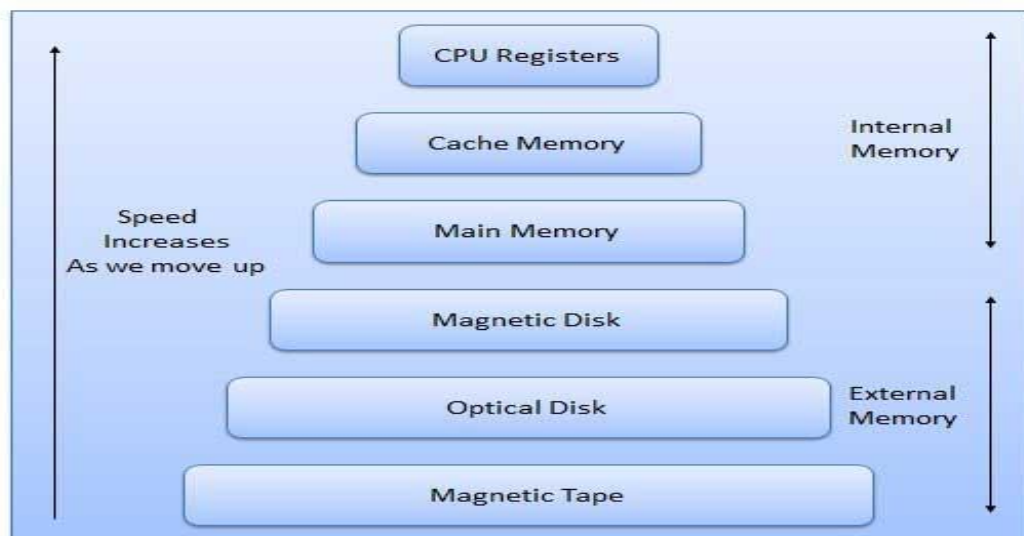 CPU Registers
Cache Memory
Internal
Memory
Speed
Increases
As we move up
Main Memory
Magnetic Disk
Optical Disk
External
Memory
Magnetic Tape